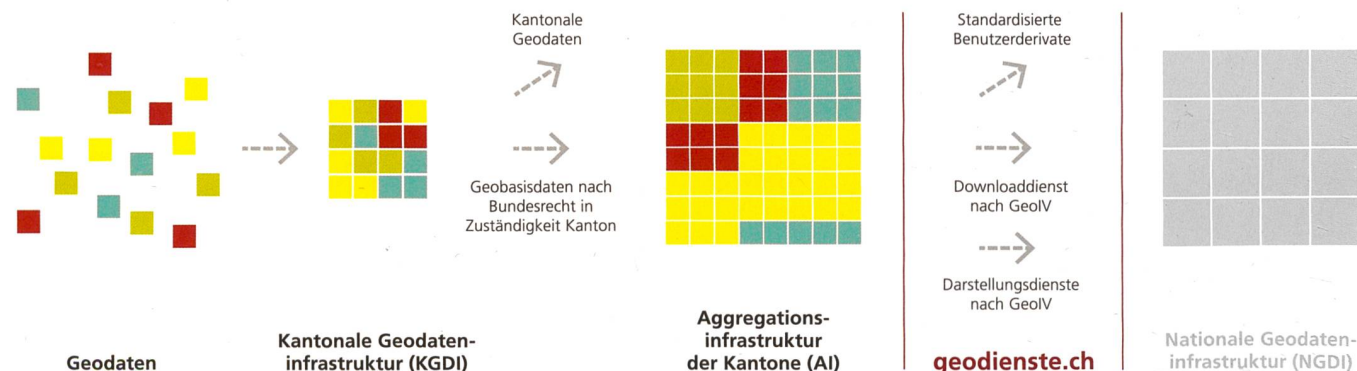 Kantonale
Geodaten
Geobasisdaten nach
Bundesrecht in
Zuständigkeit Kanton
Standardisierte
Benutzerderivate
Downloaddienst
nach GeoIV
Darstellungsdienste
nach GeoIV
Geodaten
Kantonale Geodaten-
infrastruktur (KGDI)
Aggregations-
infrastruktur
der Kantone (AI)
geodienste.ch
Nationale Geodaten-
infrastruktur (NGDI)